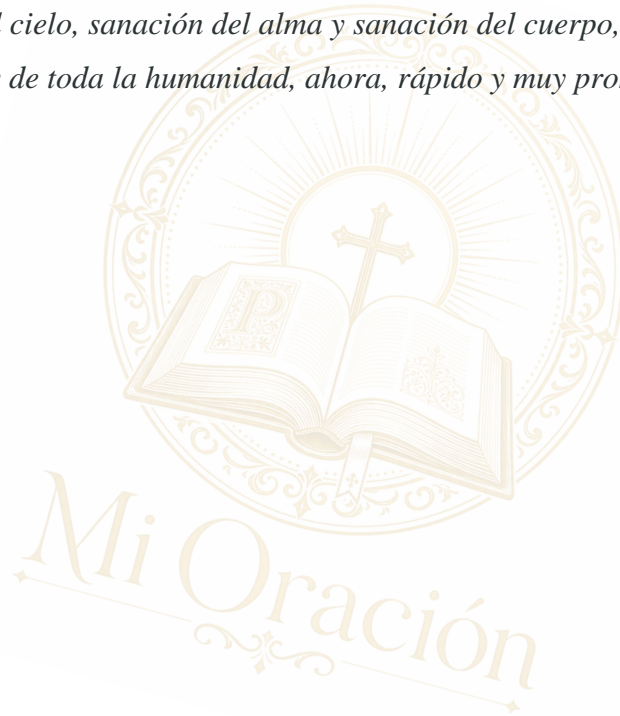 cielo, sanación del alma y sanación del cuerpo,
de toda la humanidad, ahora, rápido y muy
Mi Oración